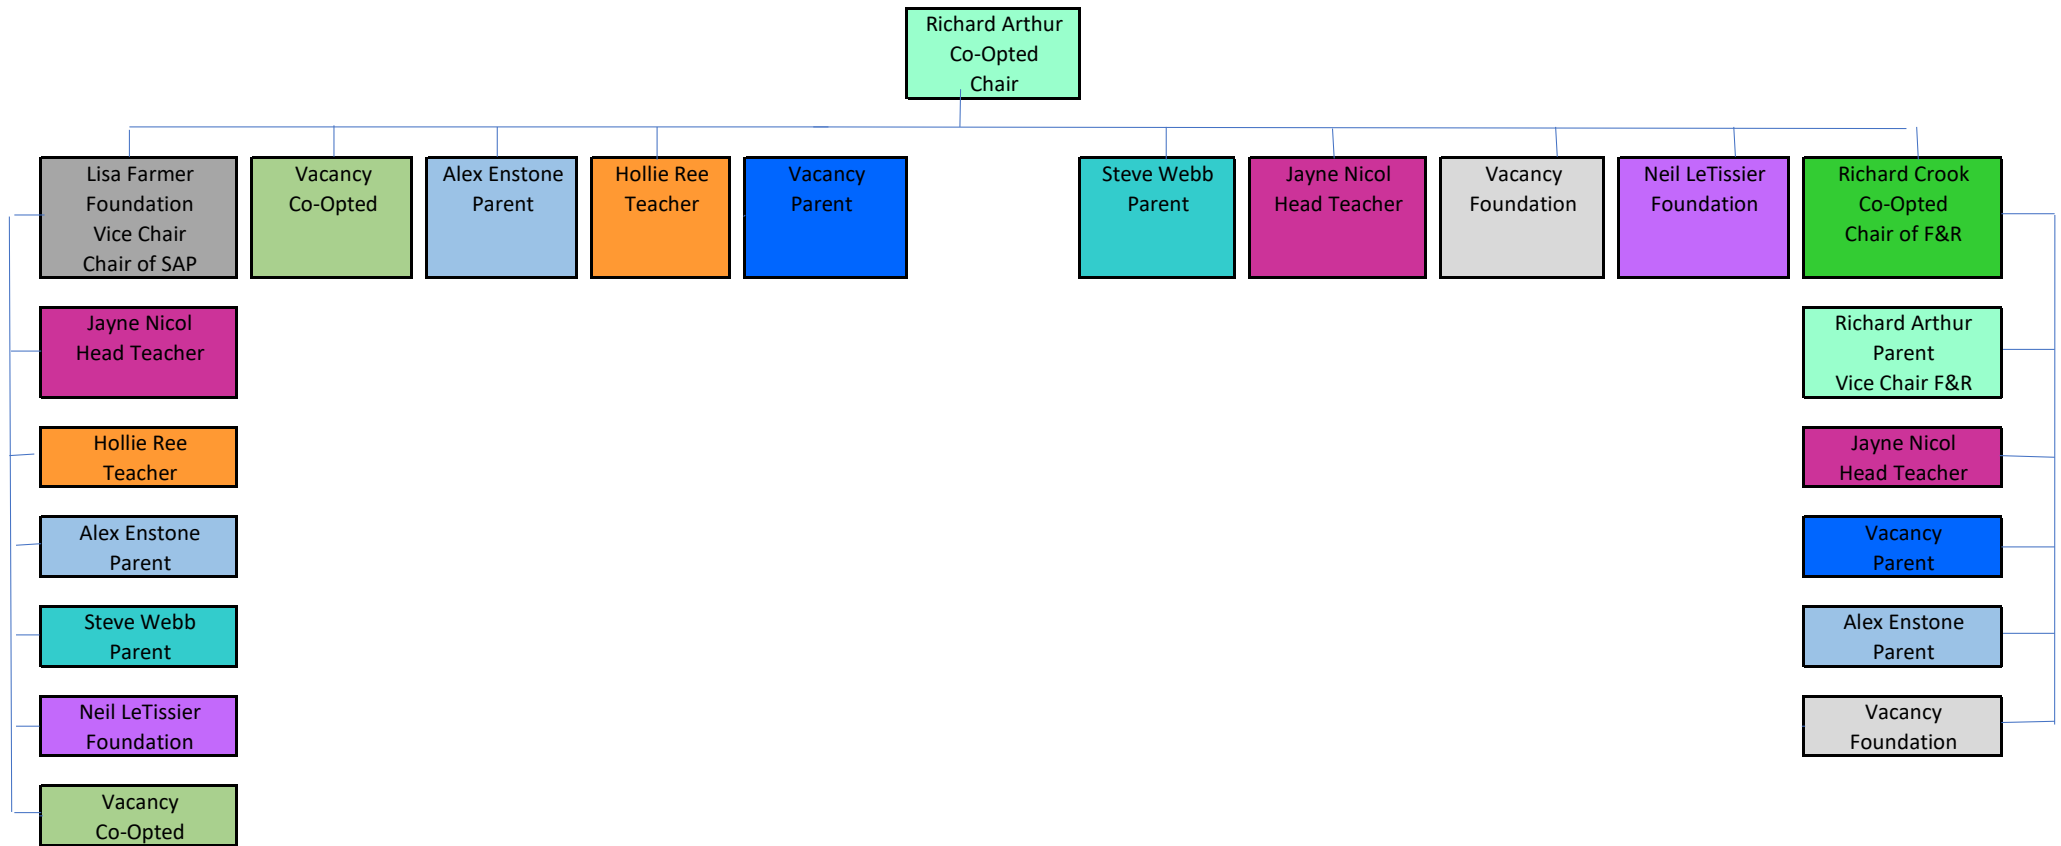 Richard Arthur
Co-Opted
Chair
Lisa Farmer
Foundation
Vice Chair
Chair of SAP
Vacancy
Co-Opted
Alex Enstone
Parent
Hollie Ree
Teacher
Vacancy
Parent
Steve Webb
Parent
Jayne Nicol
Head Teacher
Vacancy
Foundation
Neil LeTissier
Foundation
Richard Crook
Co-Opted
Chair of F&R
Jayne Nicol
Head Teacher
Hollie Ree
Teacher
Alex Enstone
Parent
Steve Webb
Parent
Neil LeTissier
Foundation
Vacancy
Co-Opted
Richard Arthur
Parent
Vice Chair F&R
Jayne Nicol
Head Teacher
Vacancy
Parent
Alex Enstone
Parent
Vacancy
Foundation